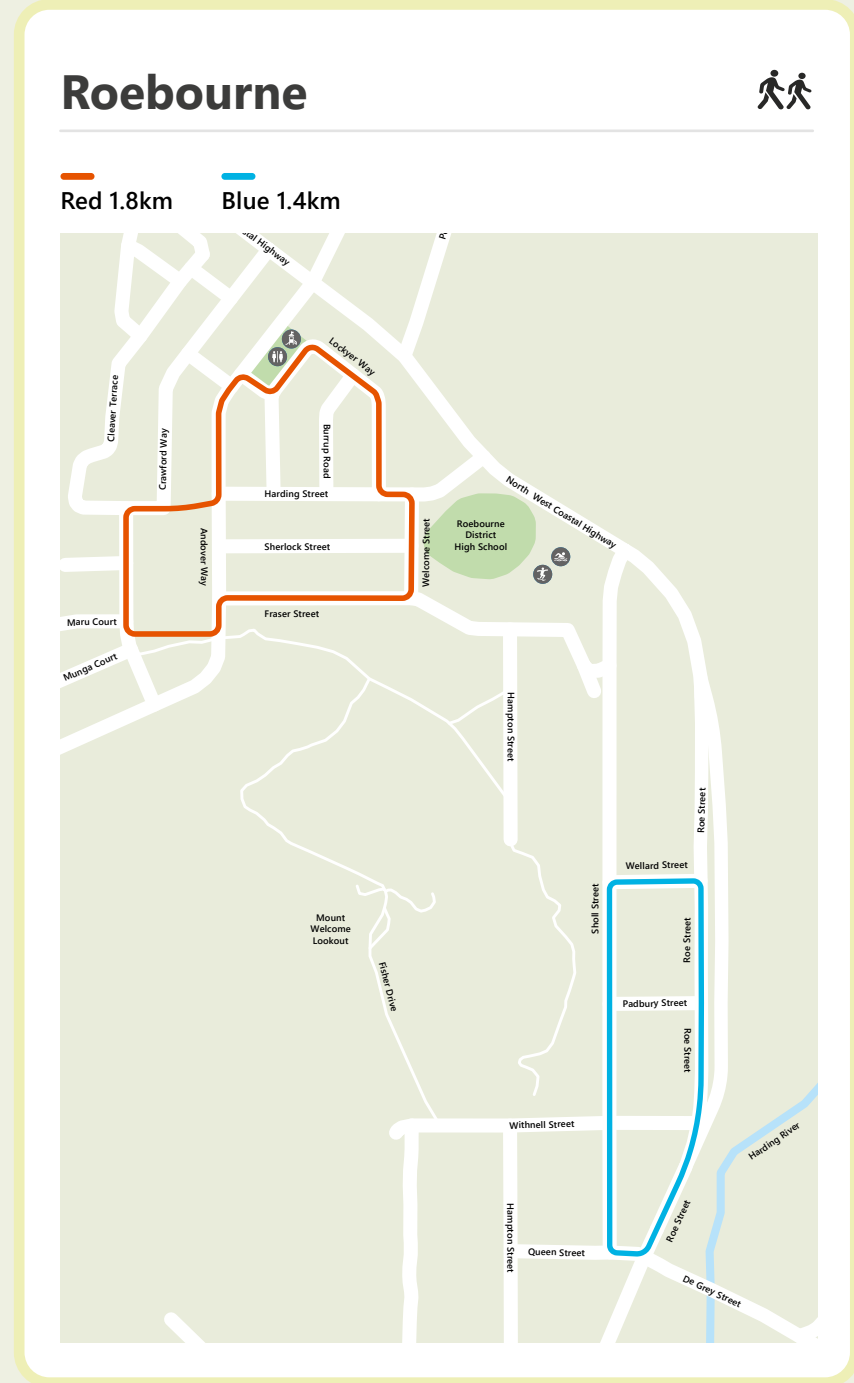 Roebourne
Red 1.8km
Blue 1.4km
Lockyer Way
Cleaver Terrace
Crawford Way
Burrup Road
Harding Street
North West Coastal Highway
Roebourne
District
High School
Andover Way
Sherlock Street
Welcome Street
Fraser Street
Maru Court
Munga Court
Hampton Street
Roe Street
Wellard Street
Sholl Street
Roe Street
Mount
Welcome
Lookout
Fisher Drive
Padbury Street
Roe Street
Withnell Street
Harding River
Hampton Street
Roe Street
Queen Street
De Grey Street